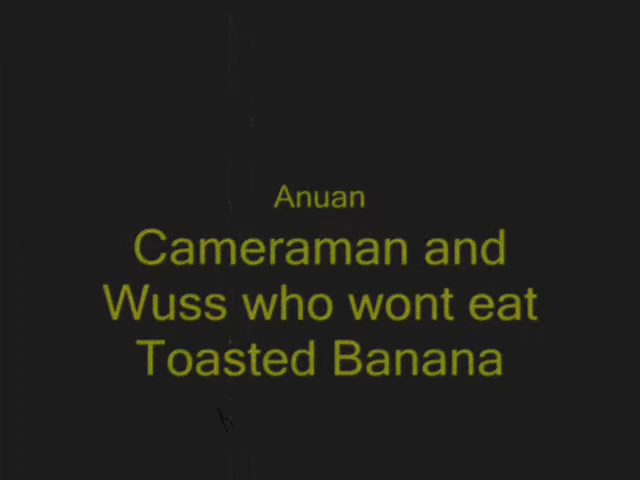 Anuan
Cameraman and
Wuss who wont eat
Toasted Banana